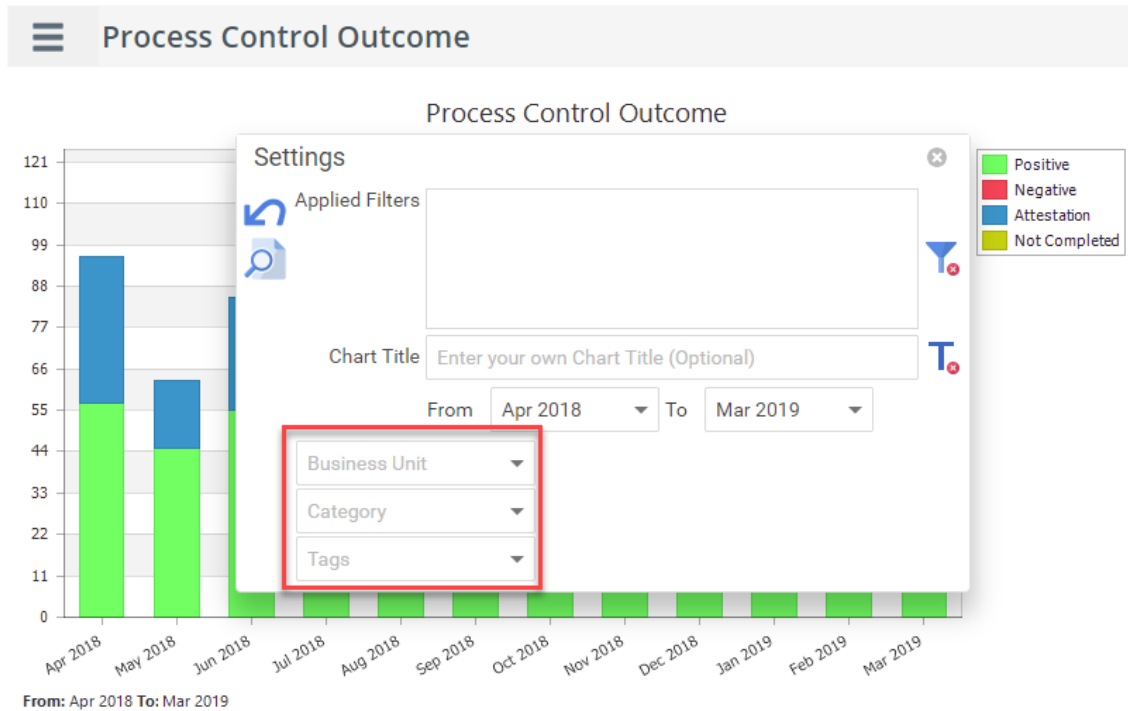 Process Control Outcome
Process Control Outcome
Settings
Applied Filters
Chart Title Enter your own Chart Title (Optional)
From Apr 2018 To Mar 2019
Business Unit
Category
Tags
Positive
Negative
Attestation
Not Completed
121
110
99
88
77
66
55
44
33
22
11
0
Apr 2018 May 2018 Jun 2018 Jul 2018 Aug 2018 Sep 2018 Oct 2018 Nov 2018 Dec 2018 Jan 2019 Feb 2019 Mar 2019
From: Apr 2018 To: Mar 2019